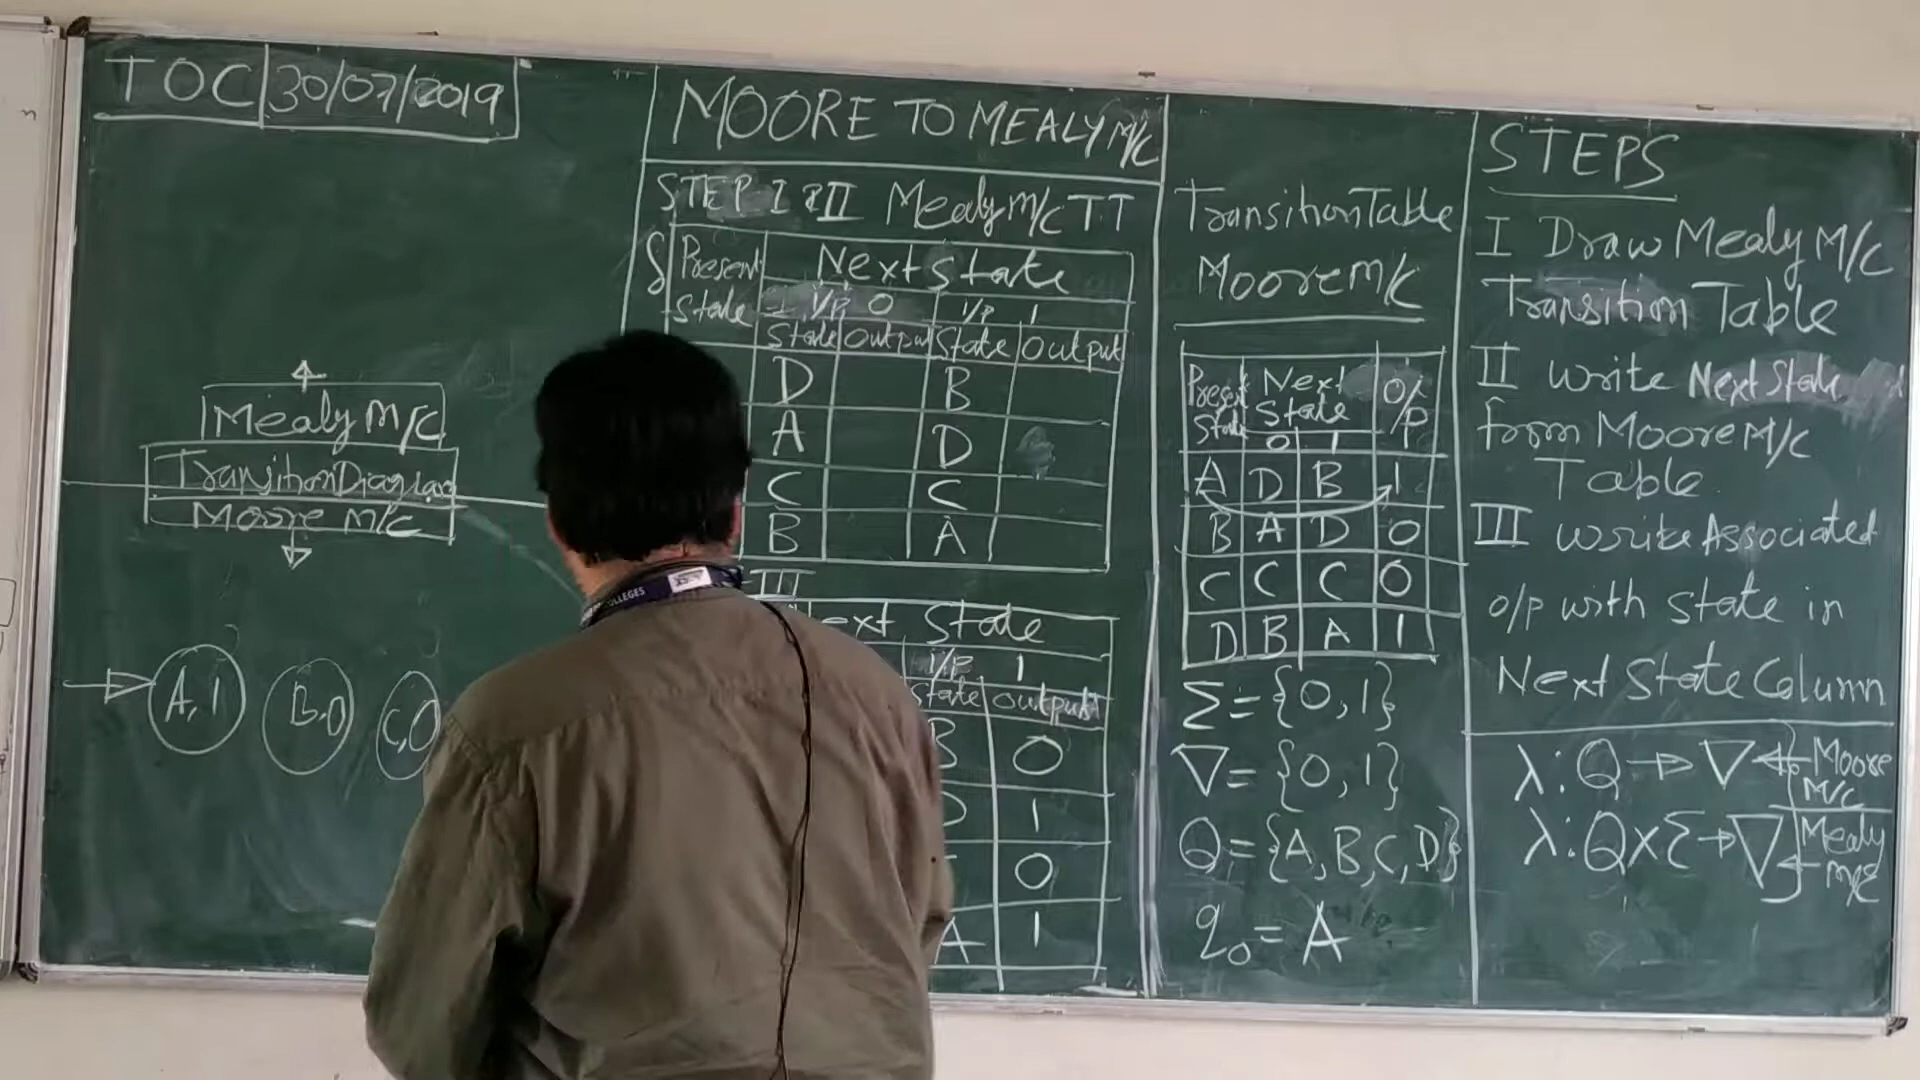 TOC 30/07/2019
Mealy M/C
Transition Diagram
Moore M/C
A,1 B,0 C,0
MOORE TO MEALY M/C
STEP I & II Mealy M/C TT
δ Present Next State
State i/p 0 i/p 1
State Output State Output
D B
A D
C C
B A
III
ext State
i/p 1
State output
B 0
D 1
0
A 1
Transition Table
Moore M/C
Present Next O/P
State State
0 1
A D B 1
B A D 0
C C C 0
D B A 1
Σ = {0,1}
∇ = {0,1}
Q = {A,B,C,D}
q0 = A
STEPS
I Draw Mealy M/C
Transition Table
II Write Next State
from Moore M/C
Table
III Write Associated
o/p with State in
Next State Column
λ: Q → ∇ Moore
M/C
λ: Q x Σ → ∇ Mealy
m/c
COLLEGES